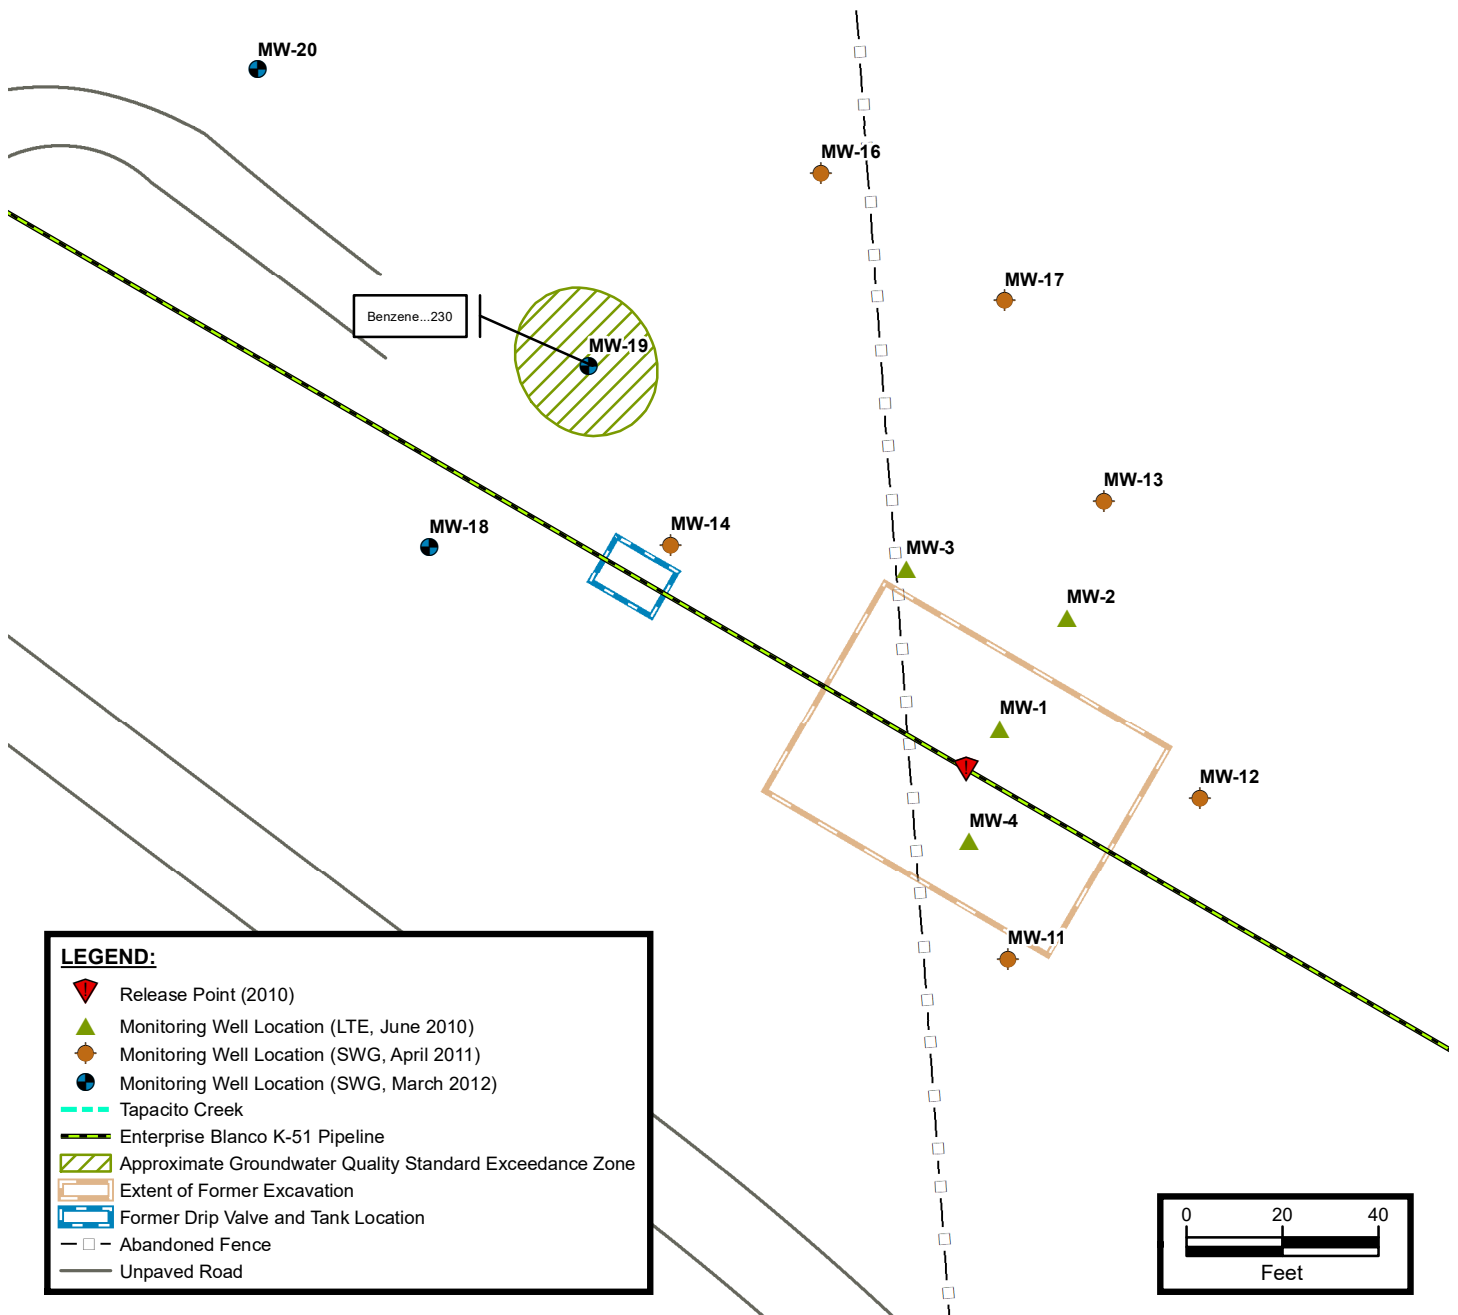 MW-20
MW-16
MW-17
Benzene...230
MW-19
MW-13
MW-14
MW-18
MW-3
MW-2
MW-1
MW-12
MW-4
MW-11
LEGEND:
Release Point (2010)
Monitoring Well Location (LTE, June 2010)
Monitoring Well Location (SWG, April 2011)
Monitoring Well Location (SWG, March 2012)
Tapacito Creek
Enterprise Blanco K-51 Pipeline
Approximate Groundwater Quality Standard Exceedance Zone
Extent of Former Excavation
Former Drip Valve and Tank Location
Abandoned Fence
Unpaved Road
0 20 40
Feet